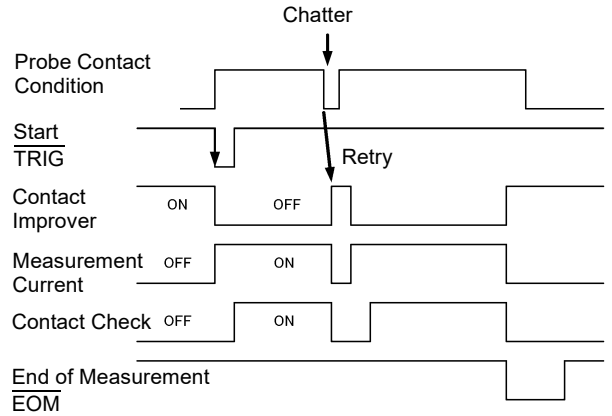 Chatter
Probe Contact
Condition
Start
TRIG
Retry
Contact
Improver
ON
OFF
Measurement
Current
OFF
ON
Contact Check
OFF
ON
End of Measurement
EOM